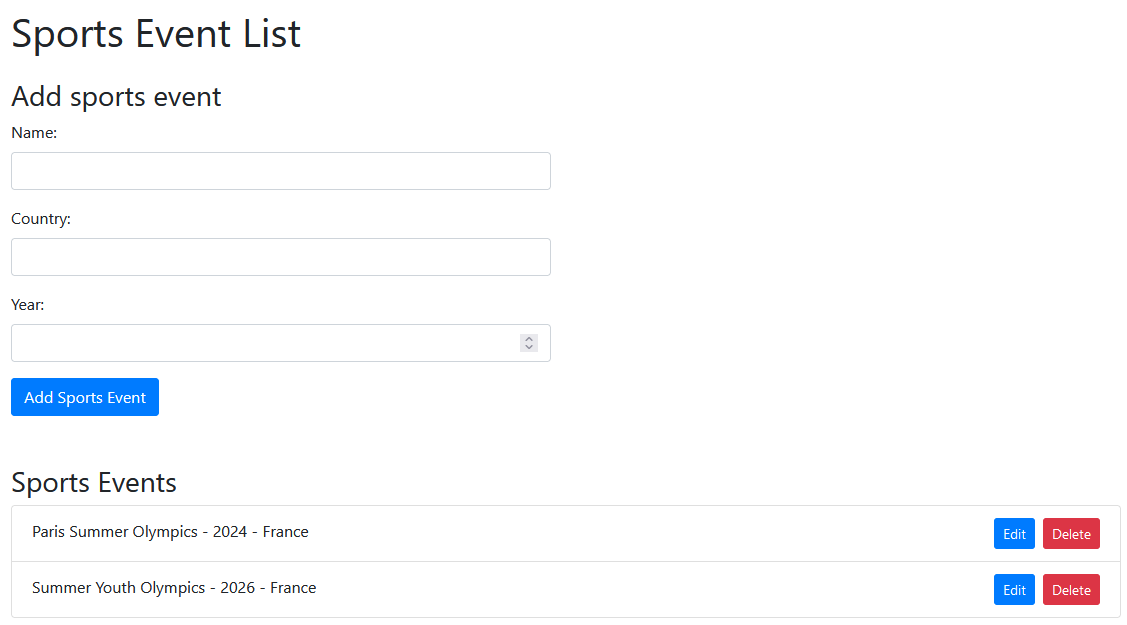 Sports Event List
Add sports event
Name:
Country:
Year:
Add Sports Event
Sports Events
Paris Summer Olympics - 2024 - France Edit Delete
Summer Youth Olympics - 2026 - France Edit Delete